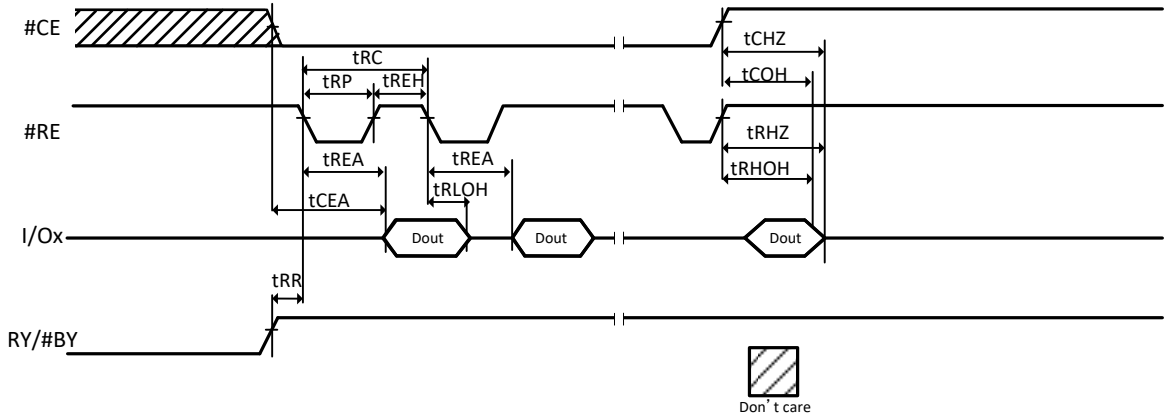 #CE
tCHZ
tRC
tCOH
tRP
tREH
#RE
tRHZ
tREA
tREA
tRHOH
tRLOH
tCEA
I/Ox
Dout
Dout
Dout
tRR
RY/#BY
Don't care